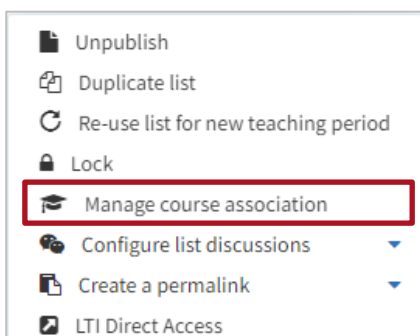 Unpublish
Duplicate list
Re-use list for new teaching period
Lock
Manage course association
Configure list discussions
Create a permalink
LTI Direct Access